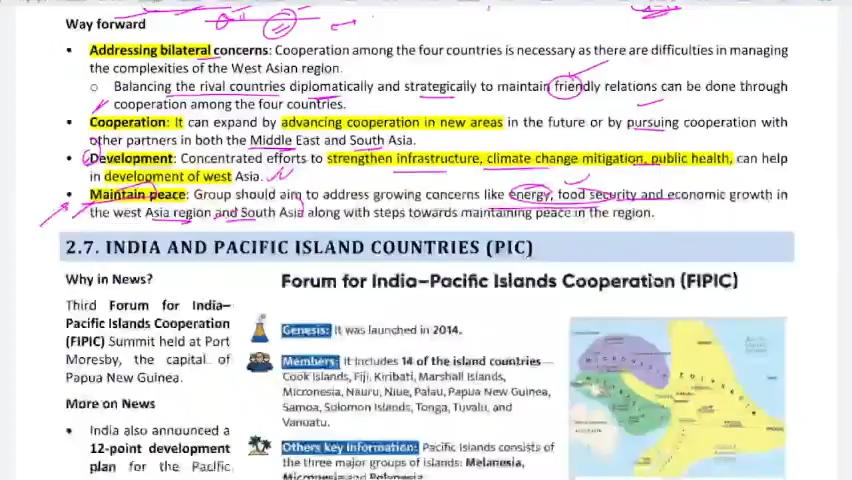 Way forward
• Addressing bilateral concerns: Cooperation among the four countries is necessary as there are difficulties in managing
the complexities of the West Asian region.
o Balancing the rival countries diplomatically and strategically to maintain friendly relations can be done through
cooperation among the four countries.
• Cooperation: It can expand by advancing cooperation in new areas in the future or by pursuing cooperation with
other partners in both the Middle East and South Asia.
• Development: Concentrated efforts to strengthen infrastructure, climate change mitigation, public health, can help
in development of west Asia.
• Maintain peace: Group should aim to address growing concerns like energy, food security and economic growth in
the west Asia region and South Asia along with steps towards maintaining peace in the region.
2.7. INDIA AND PACIFIC ISLAND COUNTRIES (PIC)
Why in News?
Third Forum for India–
Pacific Islands Cooperation
(FIPIC) Summit held at Port
Moresby, the capital of
Papua New Guinea.
More on News
• India also announced a
12-point development
plan for the Pacific
Forum for India–Pacific Islands Cooperation (FIPIC)
Genesis: It was launched in 2014.
Members: It includes 14 of the island countries—
Cook Islands, Fiji, Kiribati, Marshall Islands,
Micronesia, Nauru, Niue, Palau, Papua New Guinea,
Samoa, Solomon Islands, Tonga, Tuvalu, and
Vanuatu.
Others key Information: Pacific Islands consists of
the three major groups of islands: Melanesia,
Micronesia and Polynesia